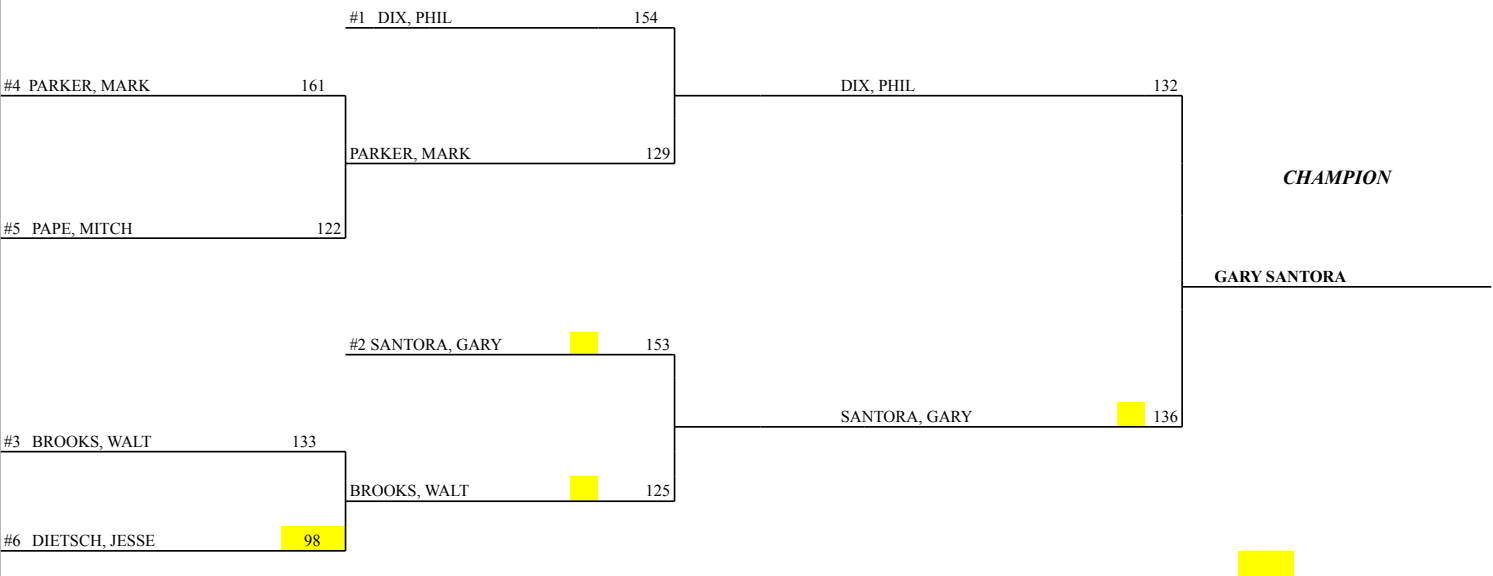 #1 DIX, PHIL 154
#4 PARKER, MARK 161
DIX, PHIL 132
PARKER, MARK 129
CHAMPION
#5 PAPE, MITCH 122
GARY SANTORA
#2 SANTORA, GARY 153
SANTORA, GARY 136
#3 BROOKS, WALT 133
BROOKS, WALT 125
#6 DIETSCH, JESSE 98